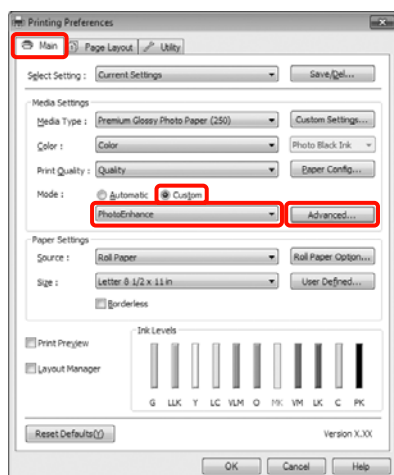 Printing Preferences
Main Page Layout Utility
Select Setting : Current Settings Save/Del...
Media Settings
Media Type : Premium Glossy Photo Paper (250) Custom Settings...
Color : Color Photo Black Ink
Print Quality : Quality Paper Config...
Mode : Automatic Custom
PhotoEnhance Advanced...
Paper Settings
Source : Roll Paper Roll Paper Option...
Size : Letter 8 1/2 x 11 in User Defined...
Borderless
Print Preview
Layout Manager
Ink Levels
G LLK Y LC VLM O MK VM LK C PK
Reset Defaults(Y) Version X.XX
OK Cancel Help